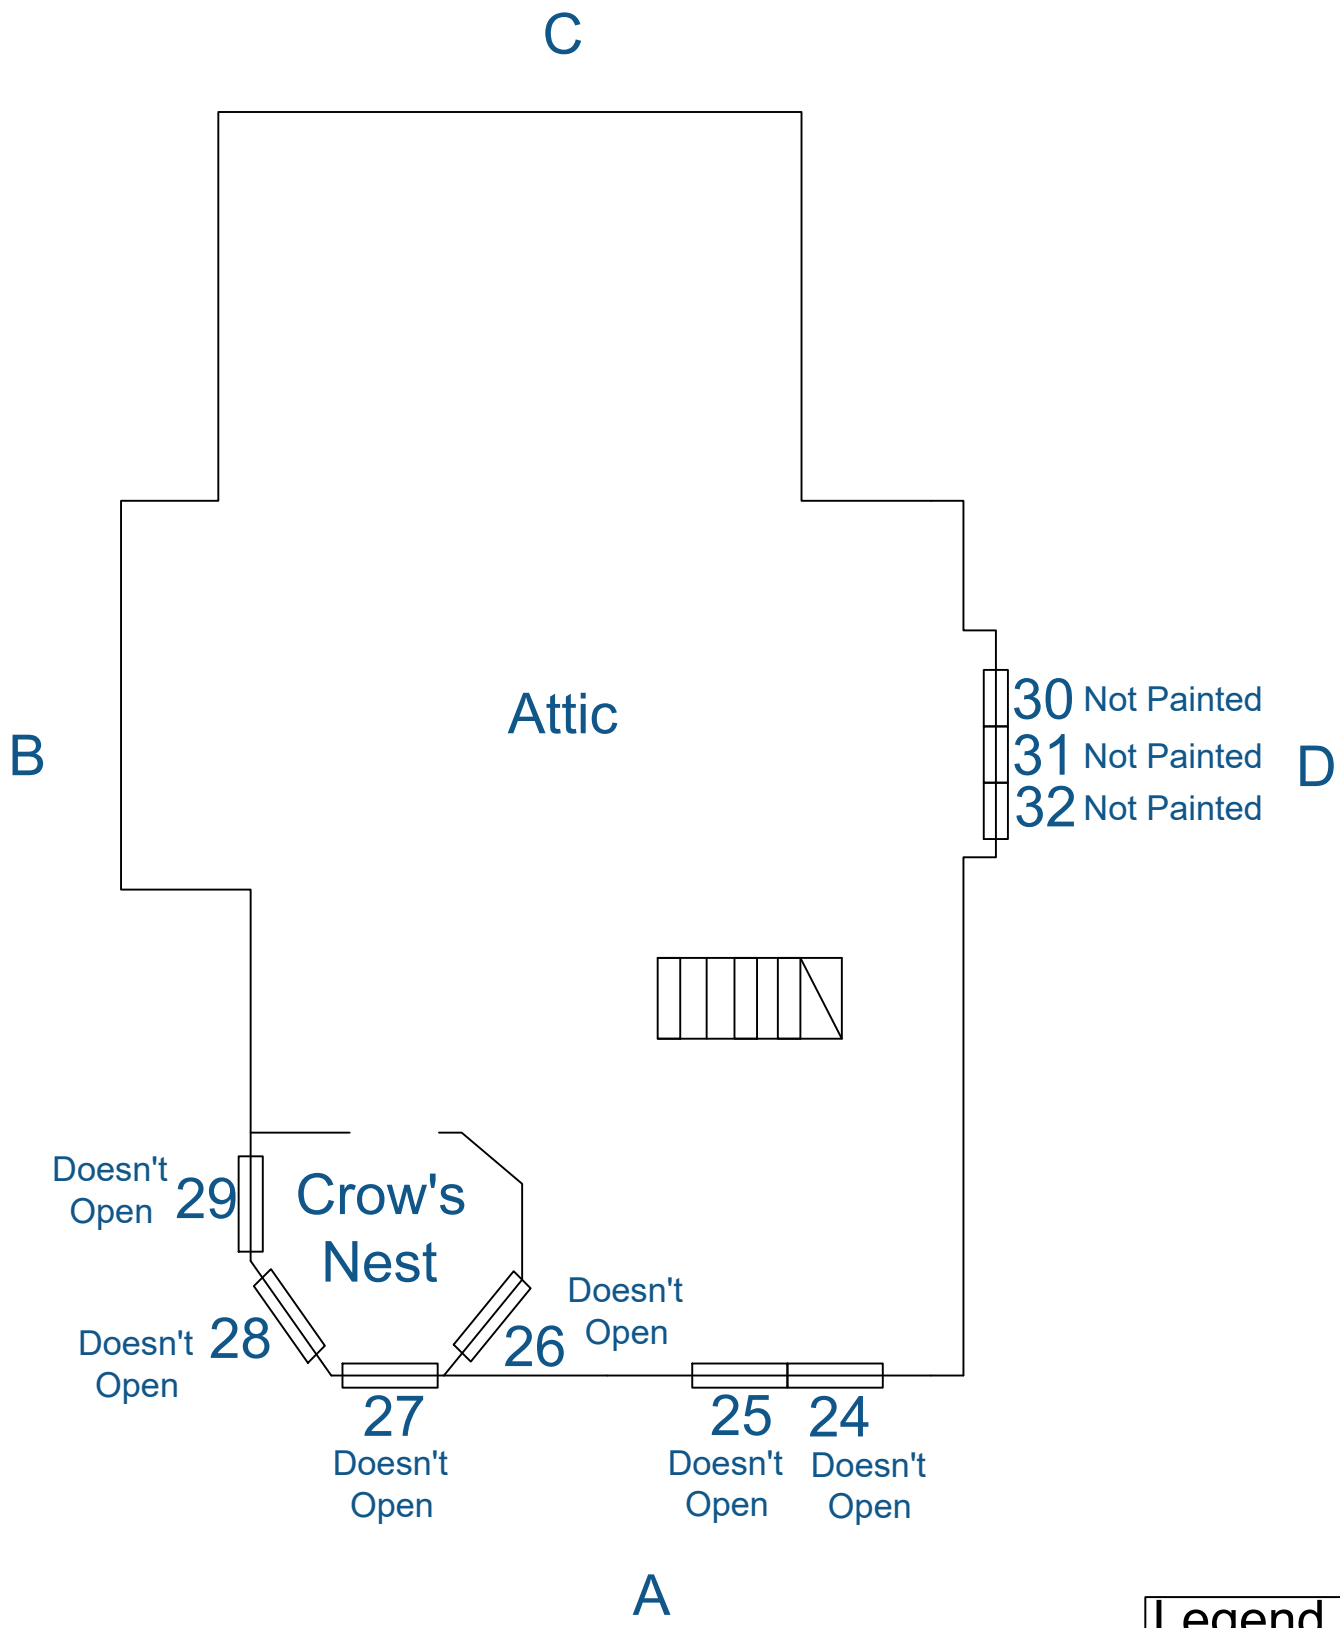 C
Attic
B
30 Not Painted
31 Not Painted
32 Not Painted
D
Doesn't
Open
29
Crow's
Nest
Doesn't
Open
28
Doesn't
Open
26
27
Doesn't
Open
25
Doesn't
Open
24
Doesn't
Open
A
Legend